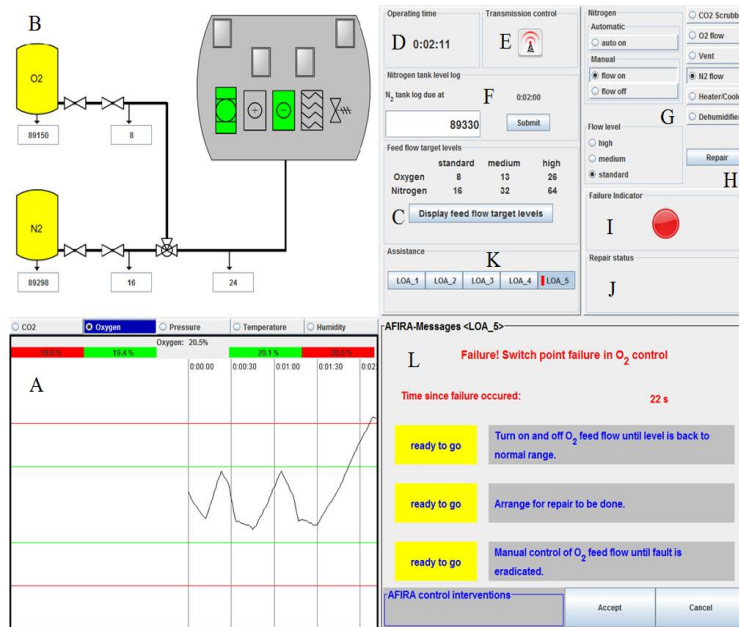 B
O2
89150
8
N2
89298
16
24
Operating time
D 0:02:11
Transmission control
E
Nitrogen tank level log
N2 tank log due at
F
0:02:00
89330
Submit
Feed flow target levels
standard medium high
Oxygen 8 13 26
Nitrogen 16 32 64
C
Display feed flow target levels
Assistance
K
LOA_1 LOA_2 LOA_3 LOA_4 LOA_5
Nitrogen
Automatic
auto on
Manual
flow on
flow off
G
Flow level
high
medium
standard
CO2 Scrubb
O2 flow
Vent
N2 flow
Heater/Coole
Dehumidifier
Repair
H
Failure Indicator
I
Repair status
J
CO2 Oxygen Pressure Temperature Humidity
Oxygen: 20.5%
19.4% 20.1%
0:00:00 0:00:30 0:01:00 0:01:30 0:02
A
AFIRA-Messages <LOA_5>
L
Failure! Switch point failure in O2 control
Time since failure occured: 22 s
ready to go
Turn on and off O2 feed flow until level is back to
normal range.
ready to go
Arrange for repair to be done.
ready to go
Manual control of O2 feed flow until fault is
eradicated.
AFIRA control interventions
Accept
Cancel